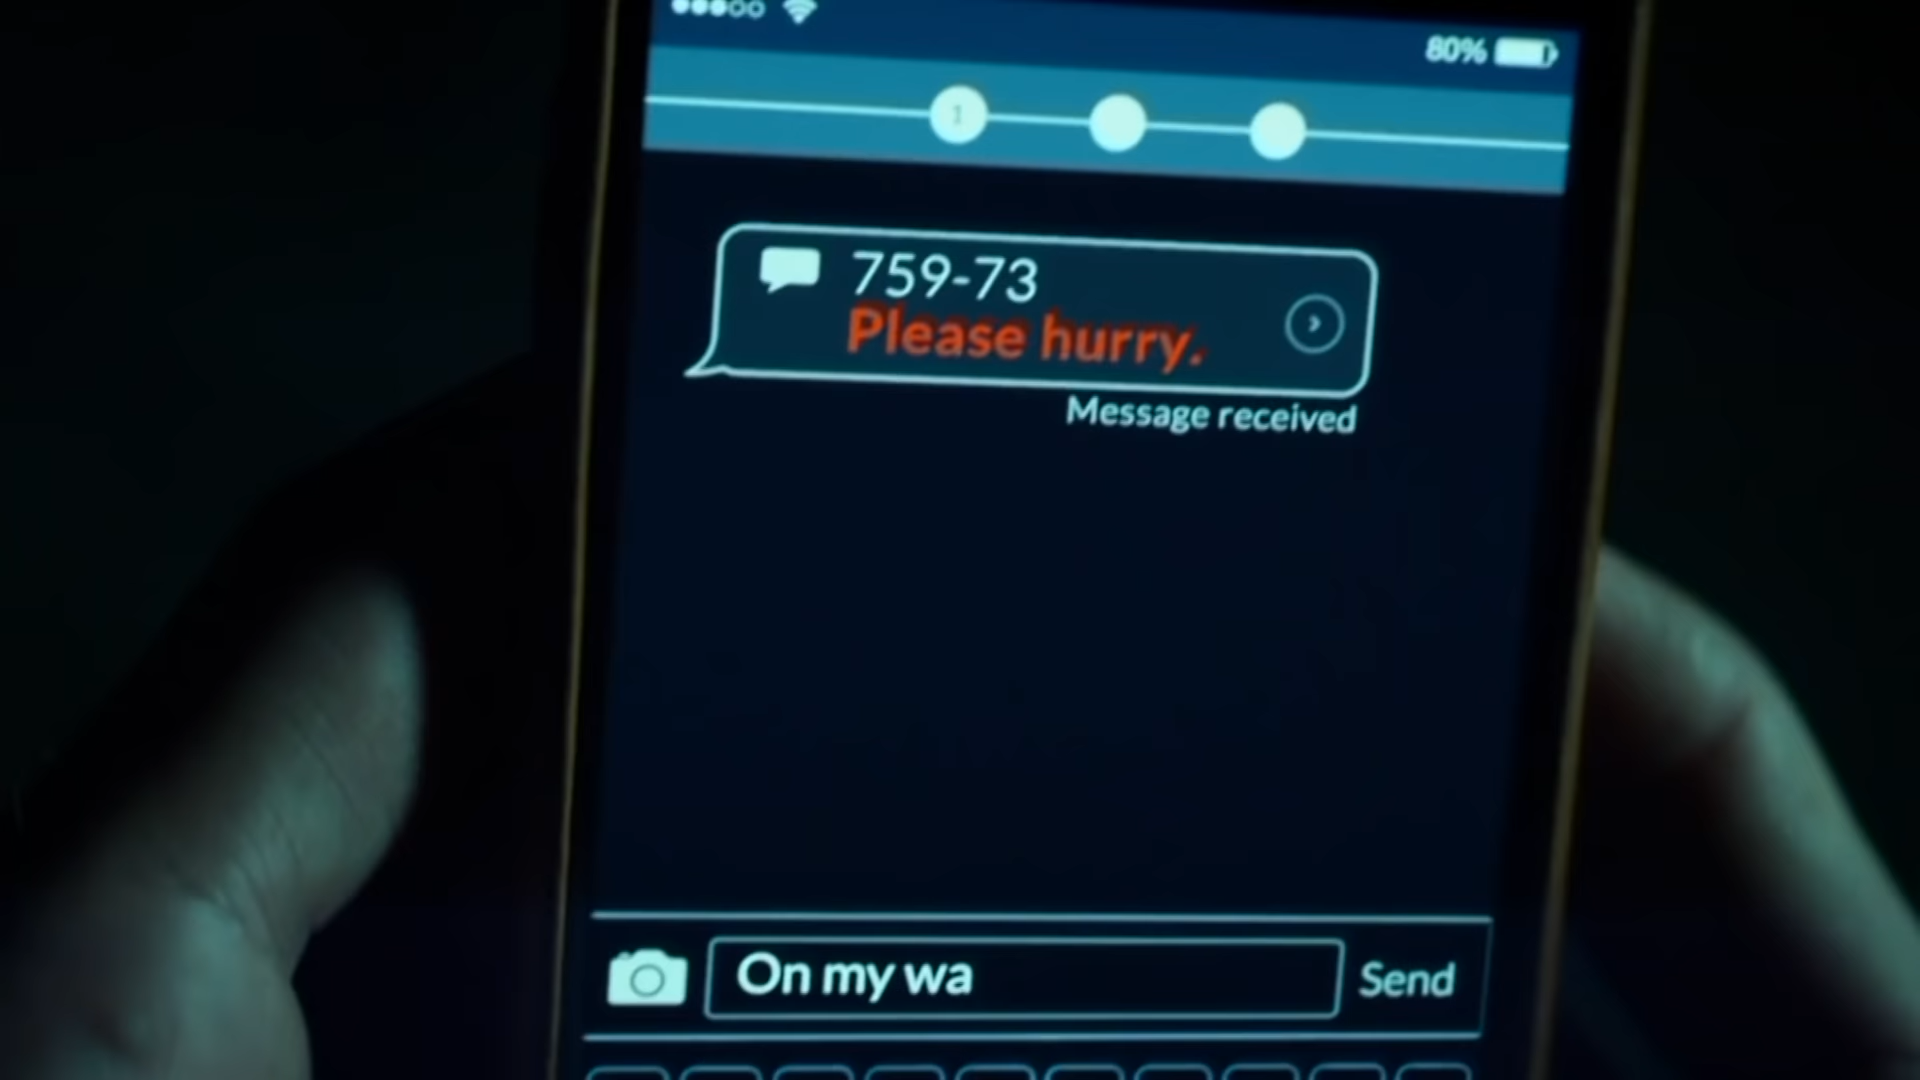 80%
1
759-73
Please hurry.
Message received
On my wa
Send